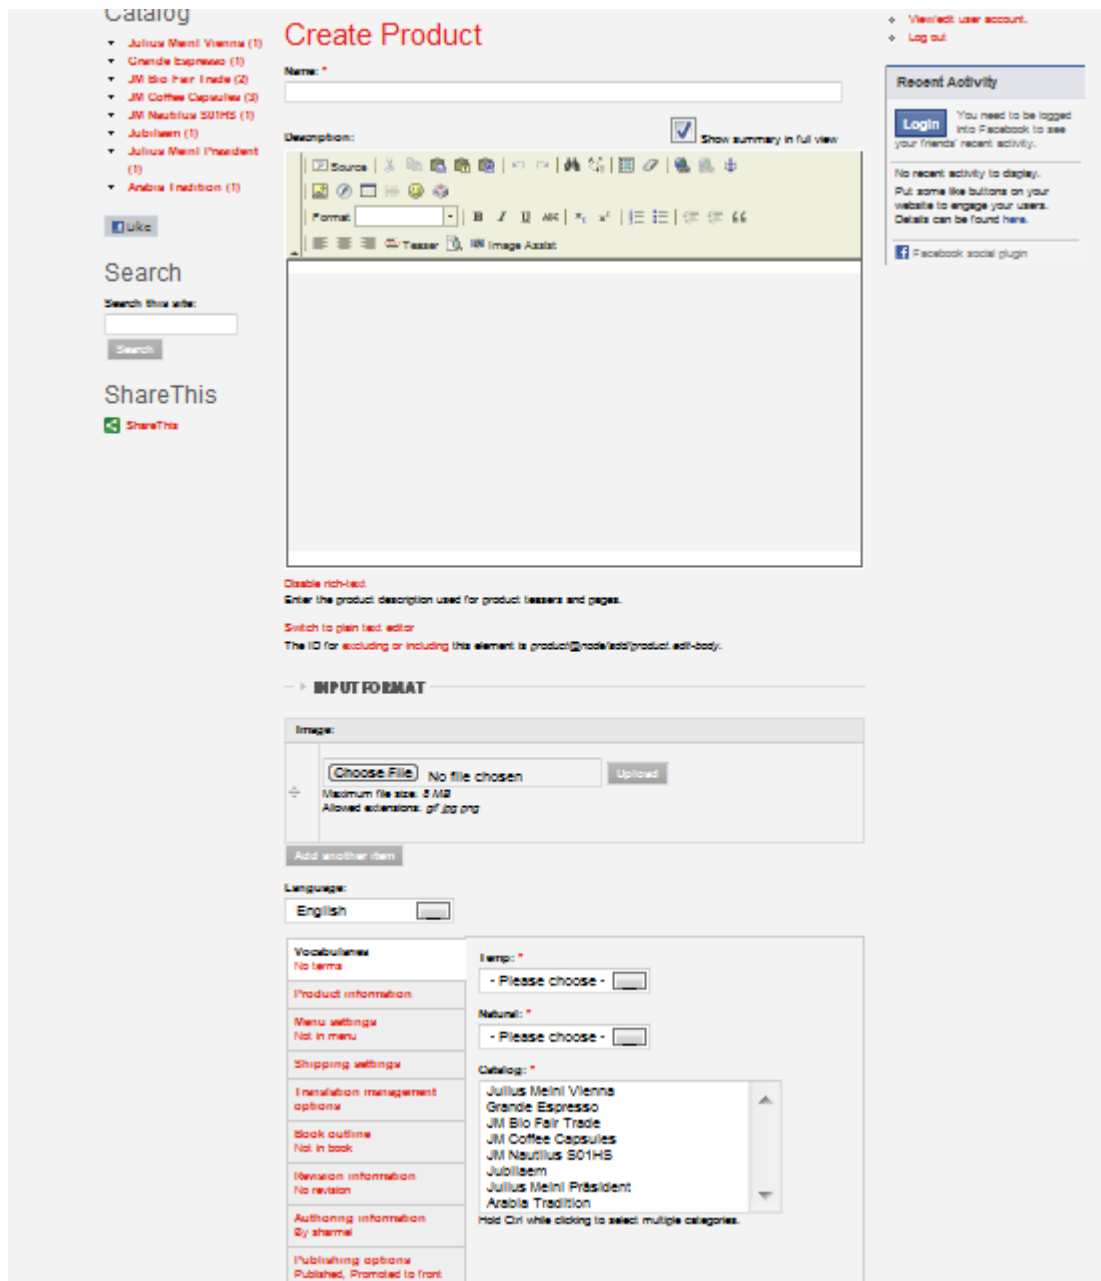 Catalog
Julius Meinl Vienna (1)
Grande Espresso (1)
JM Bio Fair Trade (2)
JM Coffee Capsules (3)
JM Nautilus S01HS (1)
Jubilaem (1)
Julius Meinl Prasident
(1)
Arabia Tradition (1)
Like
Search
Search this site:
Search
ShareThis
ShareThis
Create Product
Name: *
Description:
Show summary in full view
Source
Format
B I U ABC
Teaser
Image Assist
Disable rich-text
Enter the product description used for product teasers and pages.
Switch to plain text editor
The ID for excluding or including this element is product@node/add/product.edit-body.
INPUT FORMAT
Image:
Choose File No file chosen
Upload
Maximum file size: 8 MB
Allowed extensions: gif jpg png
Add another item
Language:
English
Vocabularies
No terms
Product information
Menu settings
Not in menu
Shipping settings
Translation management
options
Book outline
Not in book
Revision information
No revision
Authoring information
By sharmel
Publishing options
Published, Promoted to front
Temp: *
- Please choose -
Natural: *
- Please choose -
Catalog: *
Julius Meinl Vienna
Grande Espresso
JM Bio Fair Trade
JM Coffee Capsules
JM Nautilus S01HS
Jubilaem
Julius Meinl Präsident
Arabia Tradition
Hold Ctrl while clicking to select multiple categories.
View/edit user account.
Log out
Recent Activity
Login
You need to be logged
into Facebook to see
your friends' recent activity.
No recent activity to display.
Put some like buttons on your
website to engage your users.
Details can be found here.
Facebook social plugin